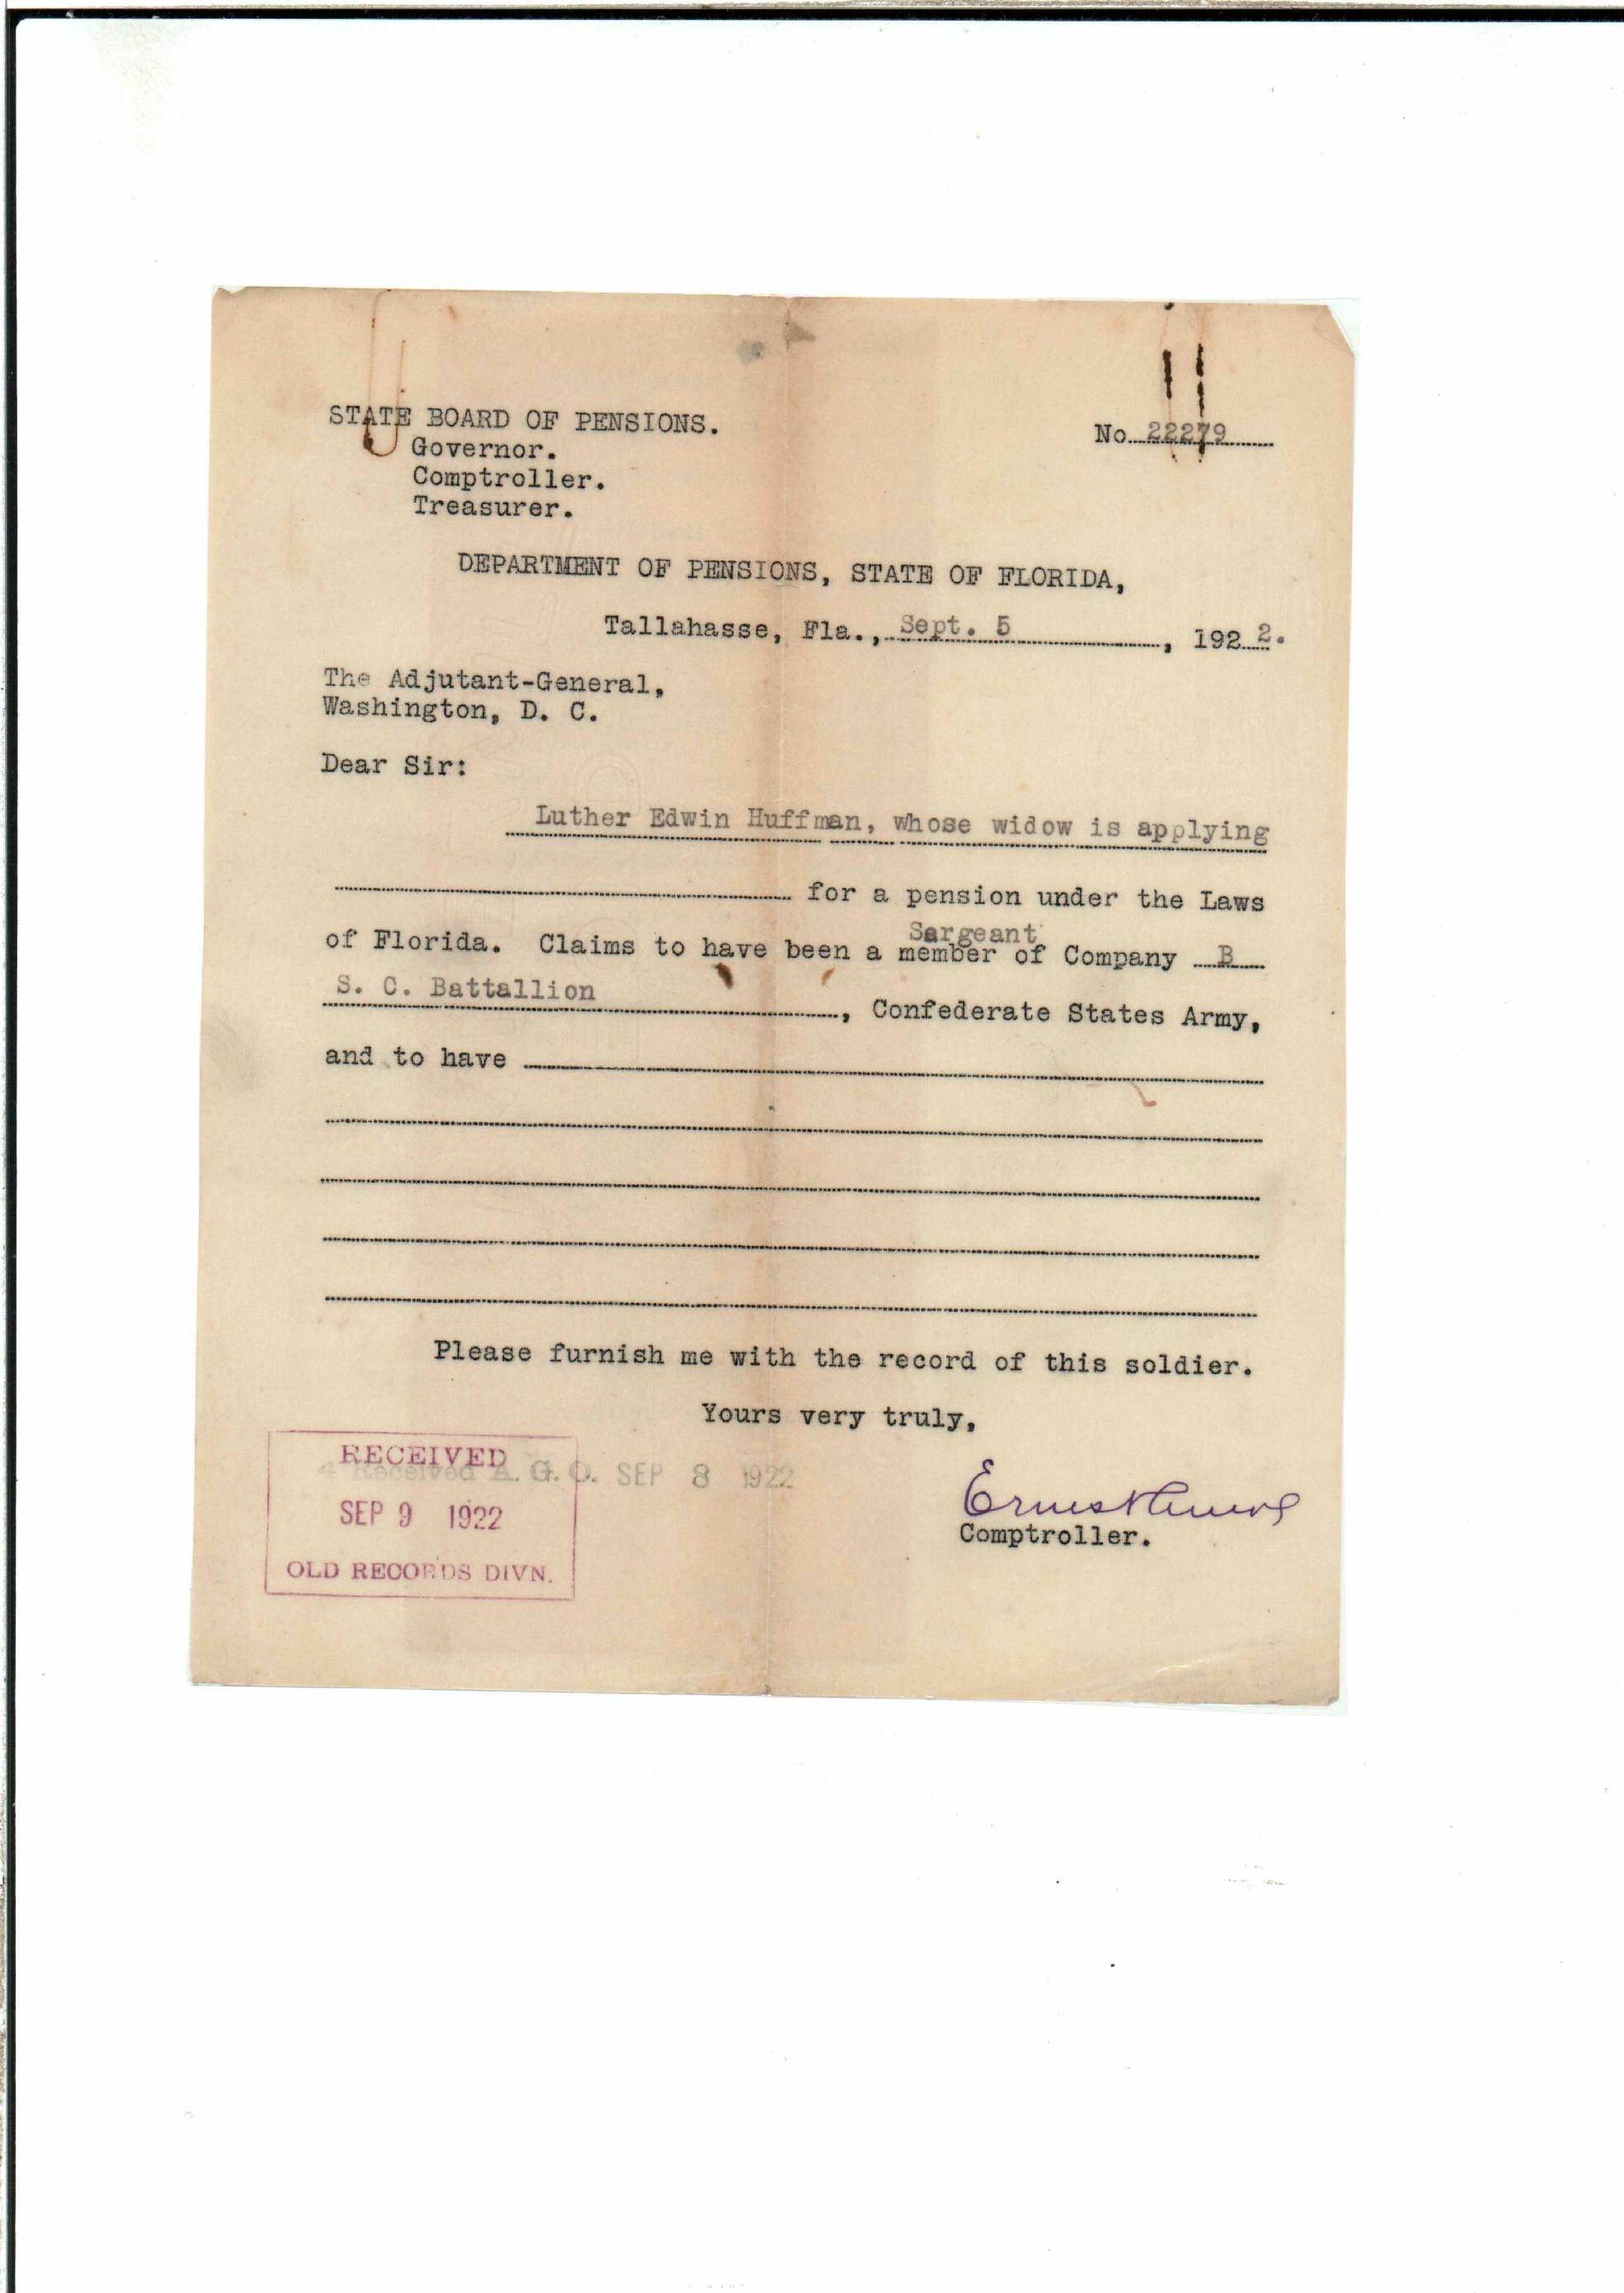 STATE BOARD OF PENSIONS.
Governor.
Comptroller.
Treasurer.
No. 22279
DEPARTMENT OF PENSIONS, STATE OF FLORIDA,
Tallahasse, Fla., Sept. 5, 1922.
The Adjutant-General,
Washington, D. C.
Dear Sir:
Luther Edwin Huffman, whose widow is applying
for a pension under the Laws
Sargeant
of Florida. Claims to have been a member of Company B
S. C. Battallion, Confederate States Army,
and to have
Please furnish me with the record of this soldier.
Yours very truly,
Ernest Amos
Comptroller.
RECEIVED
4 Received A. G. O. SEP 8 1922
SEP 9 1922
OLD RECORDS DIVN.